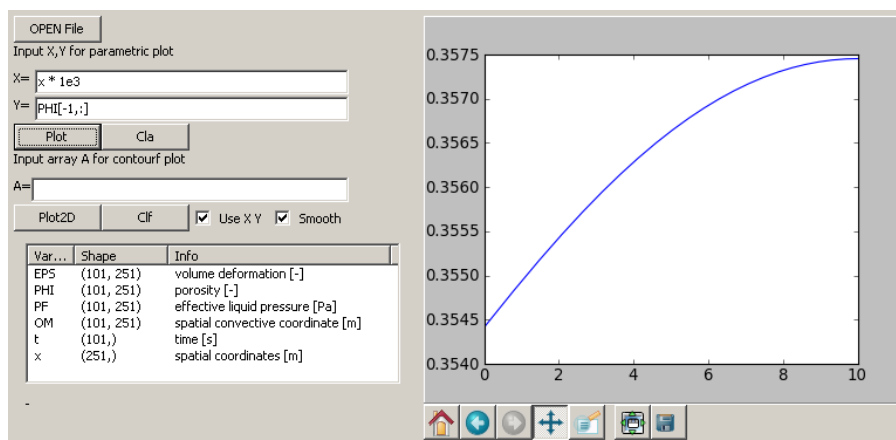 OPEN File
Input X,Y for parametric plot
X= x * 1e3
Y= PHI[-1,:]
Plot Cla
Input array A for contourf plot
A=
Plot2D Clf Use X Y Smooth
Var... Shape Info
EPS (101, 251) volume deformation [-]
PHI (101, 251) porosity [-]
PF (101, 251) effective liquid pressure [Pa]
OM (101, 251) spatial convective coordinate [m]
t (101,) time [s]
x (251,) spatial coordinates [m]
-
0.3575
0.3570
0.3565
0.3560
0.3555
0.3550
0.3545
0.3540
0 2 4 6 8 10